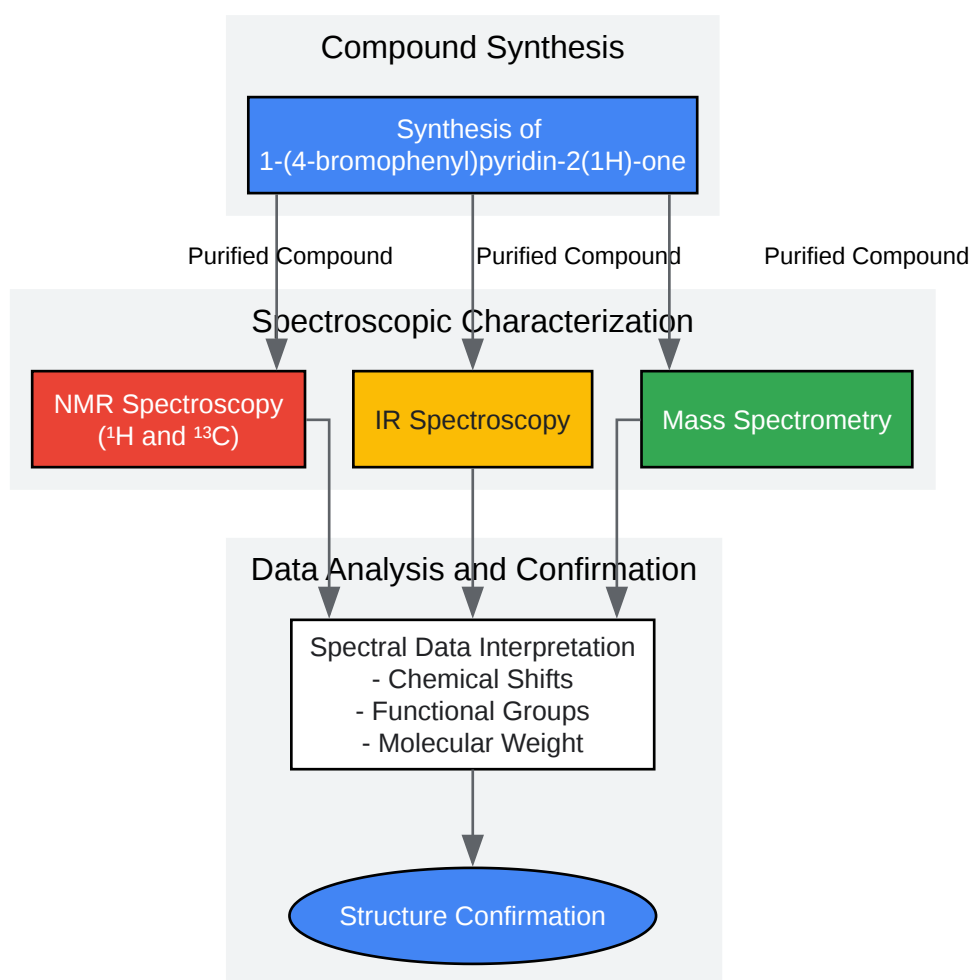 Compound Synthesis
Synthesis of
1-(4-bromophenyl)pyridin-2(1H)-one
Purified Compound
Purified Compound
Purified Compound
Spectroscopic Characterization
NMR Spectroscopy
(¹H and ¹³C)
IR Spectroscopy
Mass Spectrometry
Data Analysis and Confirmation
Spectral Data Interpretation
- Chemical Shifts
- Functional Groups
- Molecular Weight
Structure Confirmation